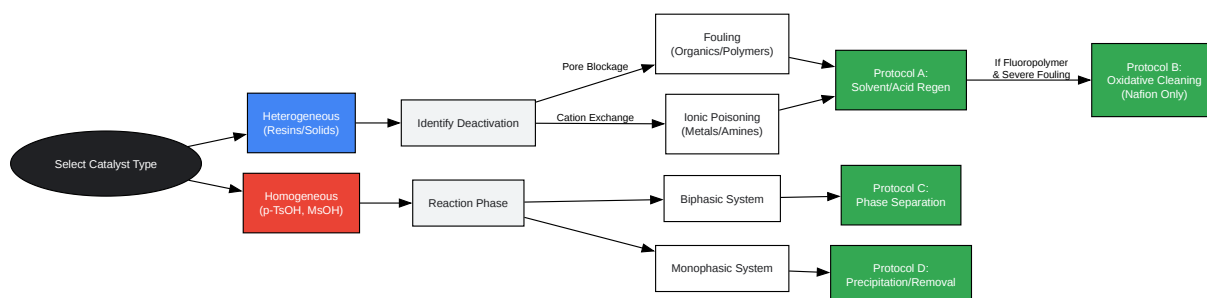 Select Catalyst Type
Heterogeneous
(Resins/Solids)
Homogeneous
(p-TsOH, MsOH)
Identify Deactivation
Reaction Phase
Pore Blockage
Cation Exchange
Fouling
(Organics/Polymers)
Ionic Poisoning
(Metals/Amines)
Biphasic System
Monophasic System
Protocol A:
Solvent/Acid Regen
If Fluoropolymer
& Severe Fouling
Protocol B:
Oxidative Cleaning
(Nafion Only)
Protocol C:
Phase Separation
Protocol D:
Precipitation/Removal